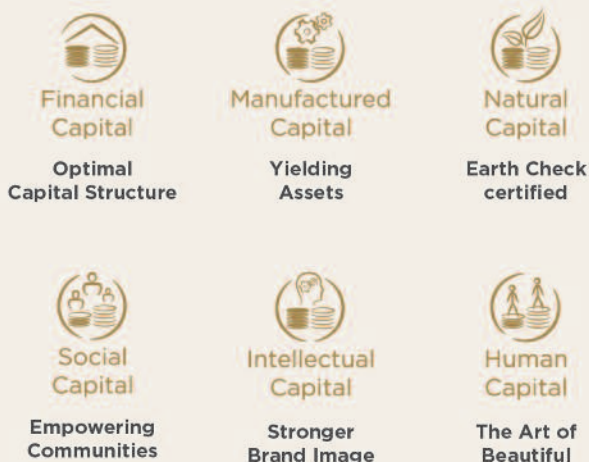 Financial
Capital
Optimal
Capital Structure
Manufactured
Capital
Yielding
Assets
Natural
Capital
Earth Check
certified
Social
Capital
Empowering
Communities
Intellectual
Capital
Stronger
Brand Image
Human
Capital
The Art of
Beautiful